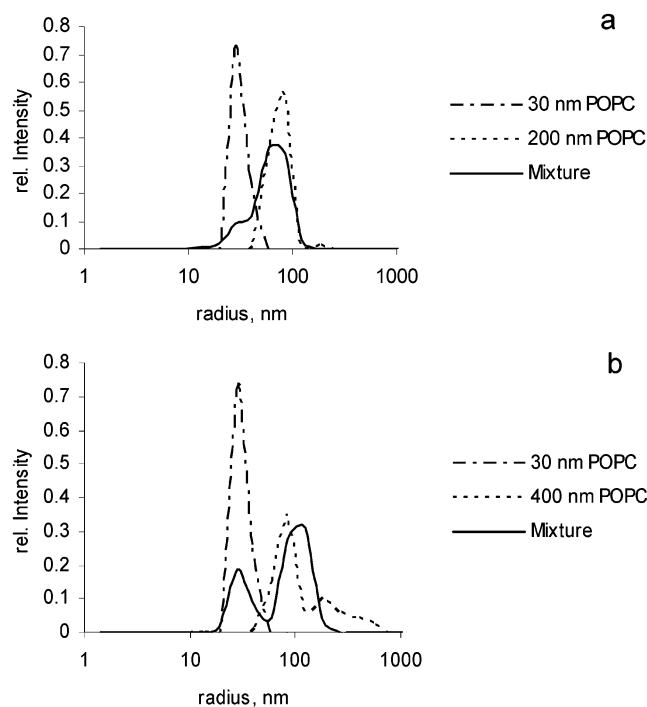 a
rel. Intensity
0.8
0.7
0.6
0.5
0.4
0.3
0.2
0.1
0
1
10
100
1000
radius, nm
30 nm POPC
200 nm POPC
Mixture
b
rel. Intensity
0.8
0.7
0.6
0.5
0.4
0.3
0.2
0.1
0
1
10
100
1000
radius, nm
30 nm POPC
400 nm POPC
Mixture